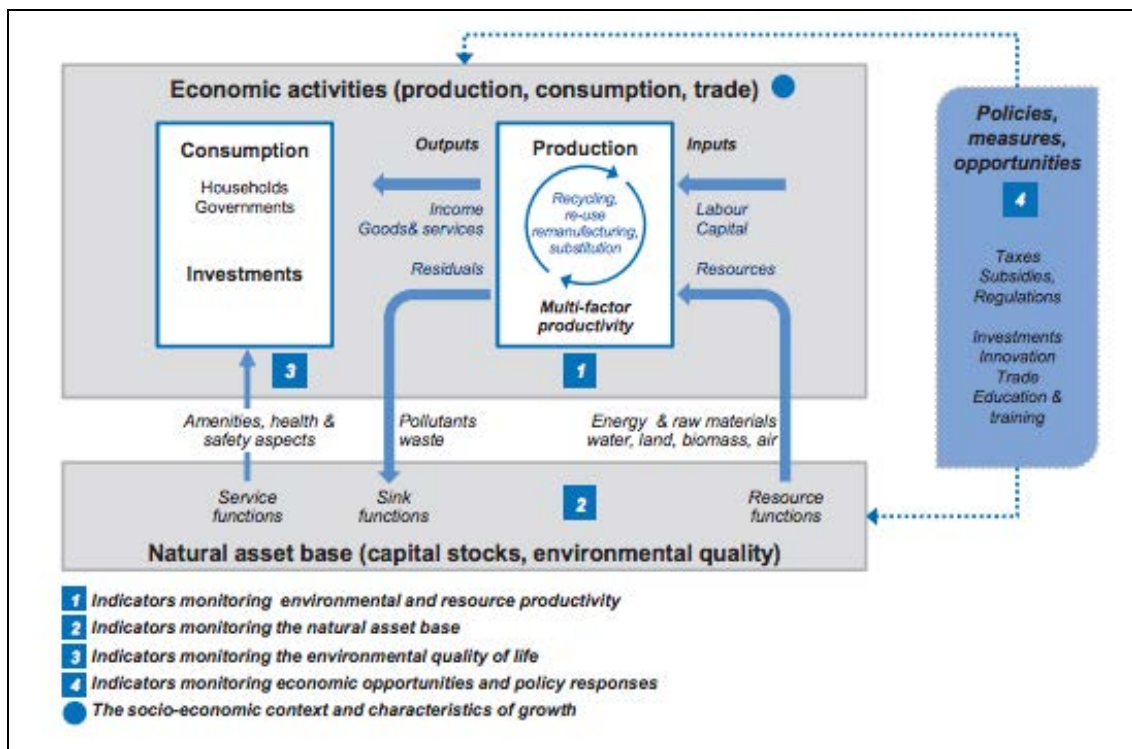 Economic activities (production, consumption, trade)
Consumption
Households
Governments
Investments
3
Outputs
Income
Goods& services
Residuals
Production
Recycling,
re-use
remanufacturing,
substitution
Multi-factor
productivity
1
Inputs
Labour
Capital
Resources
Policies,
measures,
opportunities
4
Taxes
Subsidies,
Regulations
Investments
Innovation
Trade
Education &
training
Amenities, health &
safety aspects
Pollutants
waste
Energy & raw materials
water, land, biomass, air
Service
functions
Sink
functions
2
Resource
functions
Natural asset base (capital stocks, environmental quality)
1 Indicators monitoring environmental and resource productivity
2 Indicators monitoring the natural asset base
3 Indicators monitoring the environmental quality of life
4 Indicators monitoring economic opportunities and policy responses
The socio-economic context and characteristics of growth